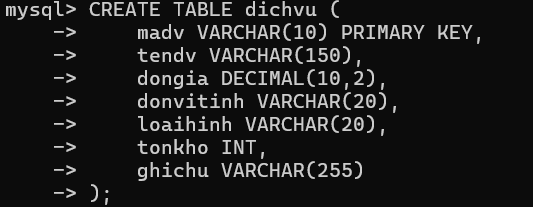 mysql> CREATE TABLE dichvu (
    ->     madv VARCHAR(10) PRIMARY KEY,
    ->     tendv VARCHAR(150),
    ->     dongia DECIMAL(10,2),
    ->     donvitinh VARCHAR(20),
    ->     loaihinh VARCHAR(20),
    ->     tonkho INT,
    ->     ghichu VARCHAR(255)
    -> );